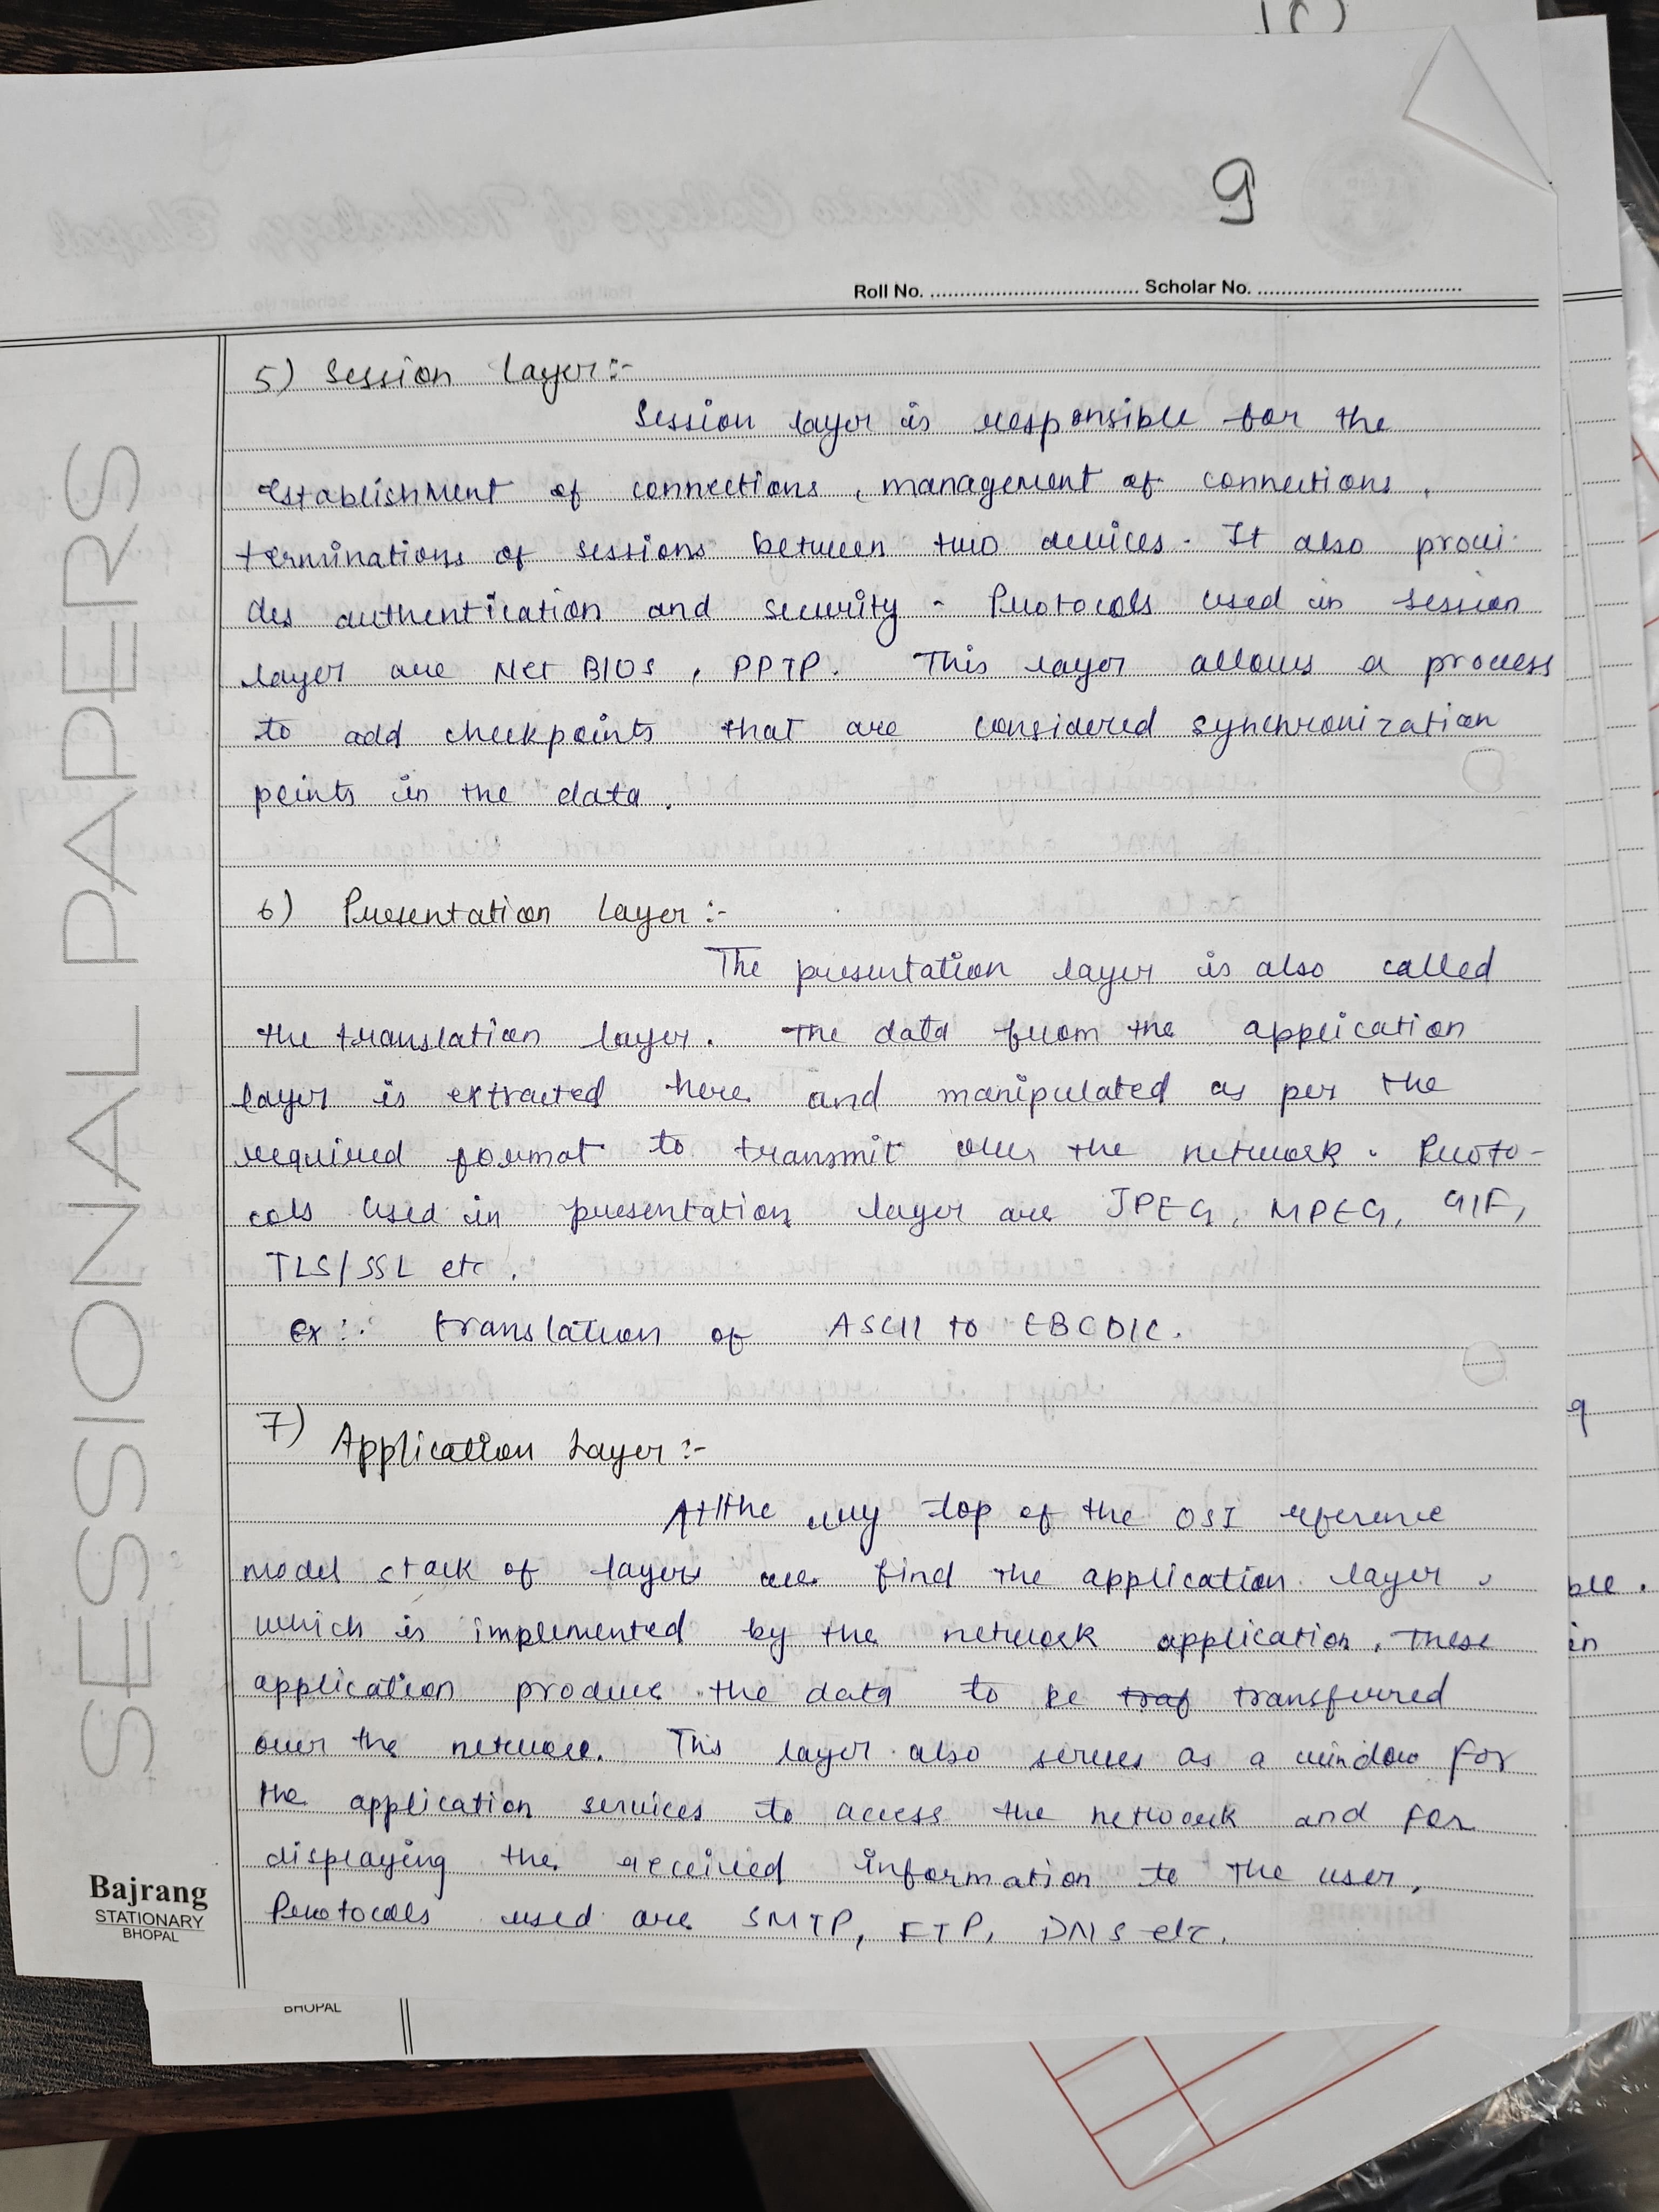 9
Roll No. ................................ Scholar No. ................................
5) Session layer:-
Session layer is responsible for the
establishment of connections, management of connections,
terminations of sessions between two devices. It also provi-
des authentication and security. Protocols used in session
layer are Net BIOS, PPTP. This layer allows a process
to add checkpoints that are considered synchronization
points in the data.
6) Presentation Layer :-
The presentation layer is also called
the translation layer. The data from the application
layer is extracted here and manipulated as per the
required format to transmit over the network. Proto-
cols used in presentation layer are JPEG, MPEG, GIF,
TLS/SSL etc.
Ex:- translation of ASCII to EBCDIC.
7) Application Layer :-
At the very top of the OSI reference
model stack of layers we find the application layer,
which is implemented by the network application. These
application produce the data to be traf transferred
over the network. This layer also serves as a window for
the application services to access the network and for
displaying the received information to the user.
Protocols used are SMTP, FTP, DNS etc.
SESSIONAL PAPERS
Bajrang
STATIONARY
BHOPAL
BHOPAL